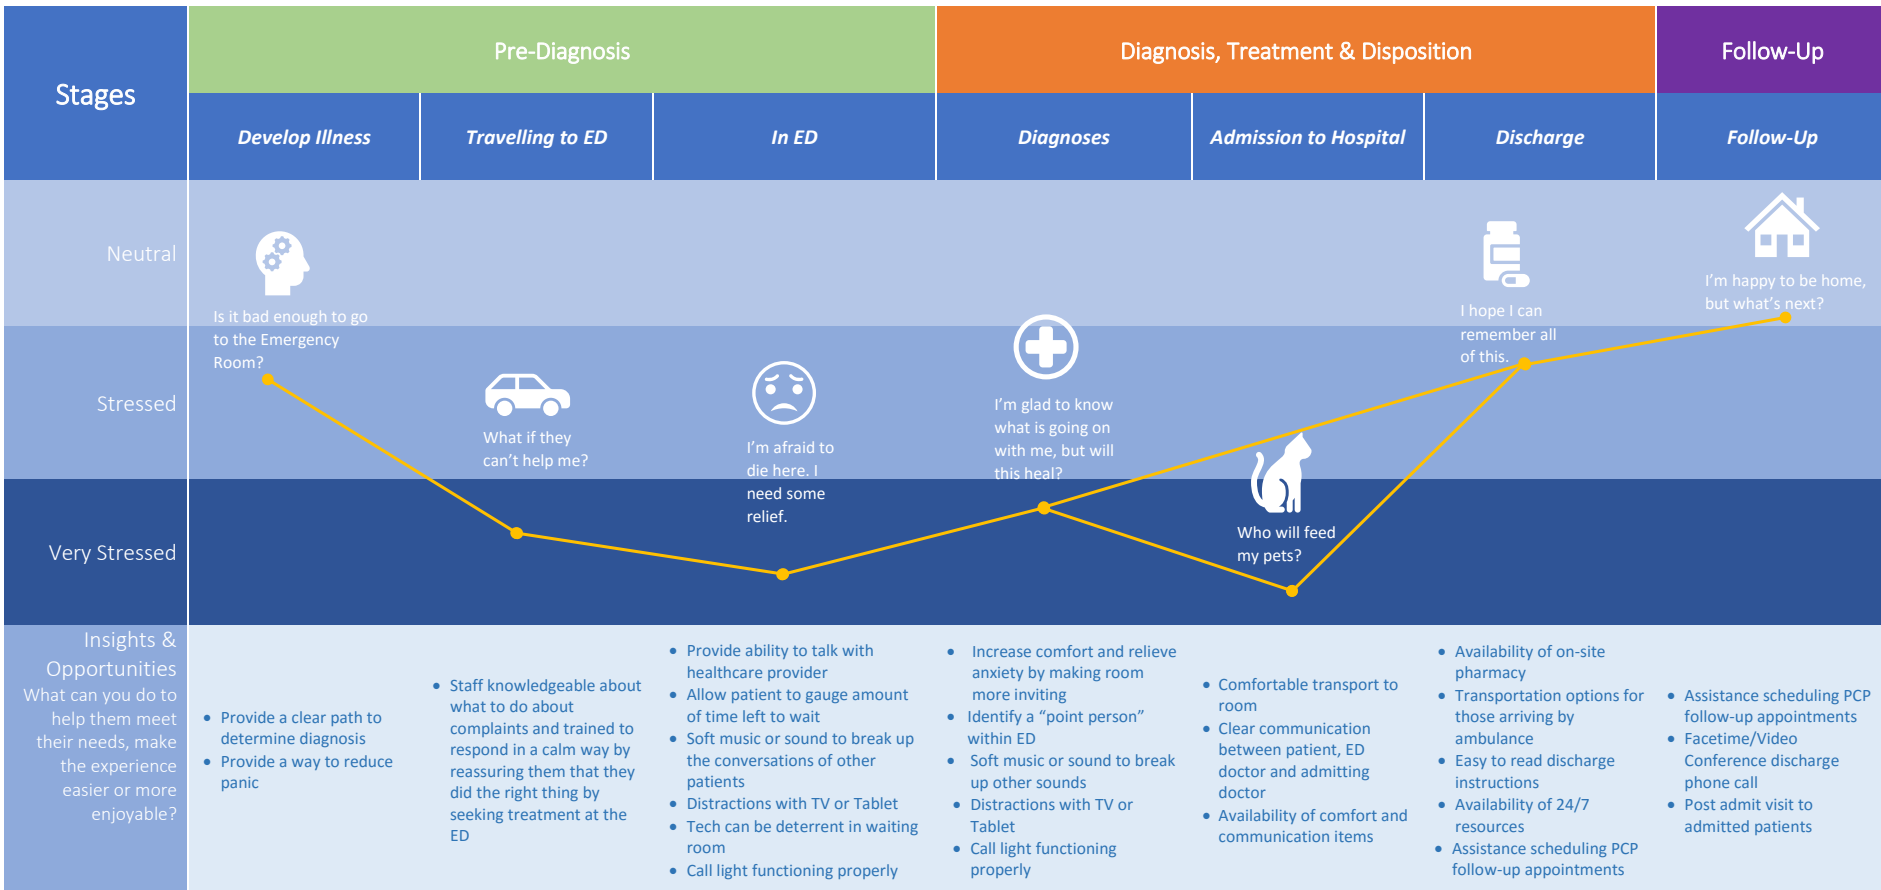 Stages
Pre-Diagnosis
Diagnosis, Treatment & Disposition
Follow-Up
Develop Illness
Travelling to ED
In ED
Diagnoses
Admission to Hospital
Discharge
Follow-Up
Neutral
Is it bad enough to go
to the Emergency
Room?
I hope I can
remember all
of this.
I'm happy to be home,
but what's next?
Stressed
What if they
can't help me?
I'm afraid to
die here. I
need some
relief.
I'm glad to know
what is going on
with me, but will
this heal?
Very Stressed
Who will feed
my pets?
Insights &
Opportunities
What can you do to
help them meet
their needs, make
the experience
easier or more
enjoyable?
• Provide a clear path to
determine diagnosis
• Provide a way to reduce
panic
• Staff knowledgeable about
what to do about
complaints and trained to
respond in a calm way by
reassuring them that they
did the right thing by
seeking treatment at the
ED
• Provide ability to talk with
healthcare provider
• Allow patient to gauge amount
of time left to wait
• Soft music or sound to break up
the conversations of other
patients
• Distractions with TV or Tablet
• Tech can be deterrent in waiting
room
• Call light functioning properly
• Increase comfort and relieve
anxiety by making room
more inviting
• Identify a "point person"
within ED
• Soft music or sound to break
up other sounds
• Distractions with TV or
Tablet
• Call light functioning
properly
• Comfortable transport to
room
• Clear communication
between patient, ED
doctor and admitting
doctor
• Availability of comfort and
communication items
• Availability of on-site
pharmacy
• Transportation options for
those arriving by
ambulance
• Easy to read discharge
instructions
• Availability of 24/7
resources
• Assistance scheduling PCP
follow-up appointments
• Assistance scheduling PCP
follow-up appointments
• Facetime/Video
Conference discharge
phone call
• Post admit visit to
admitted patients